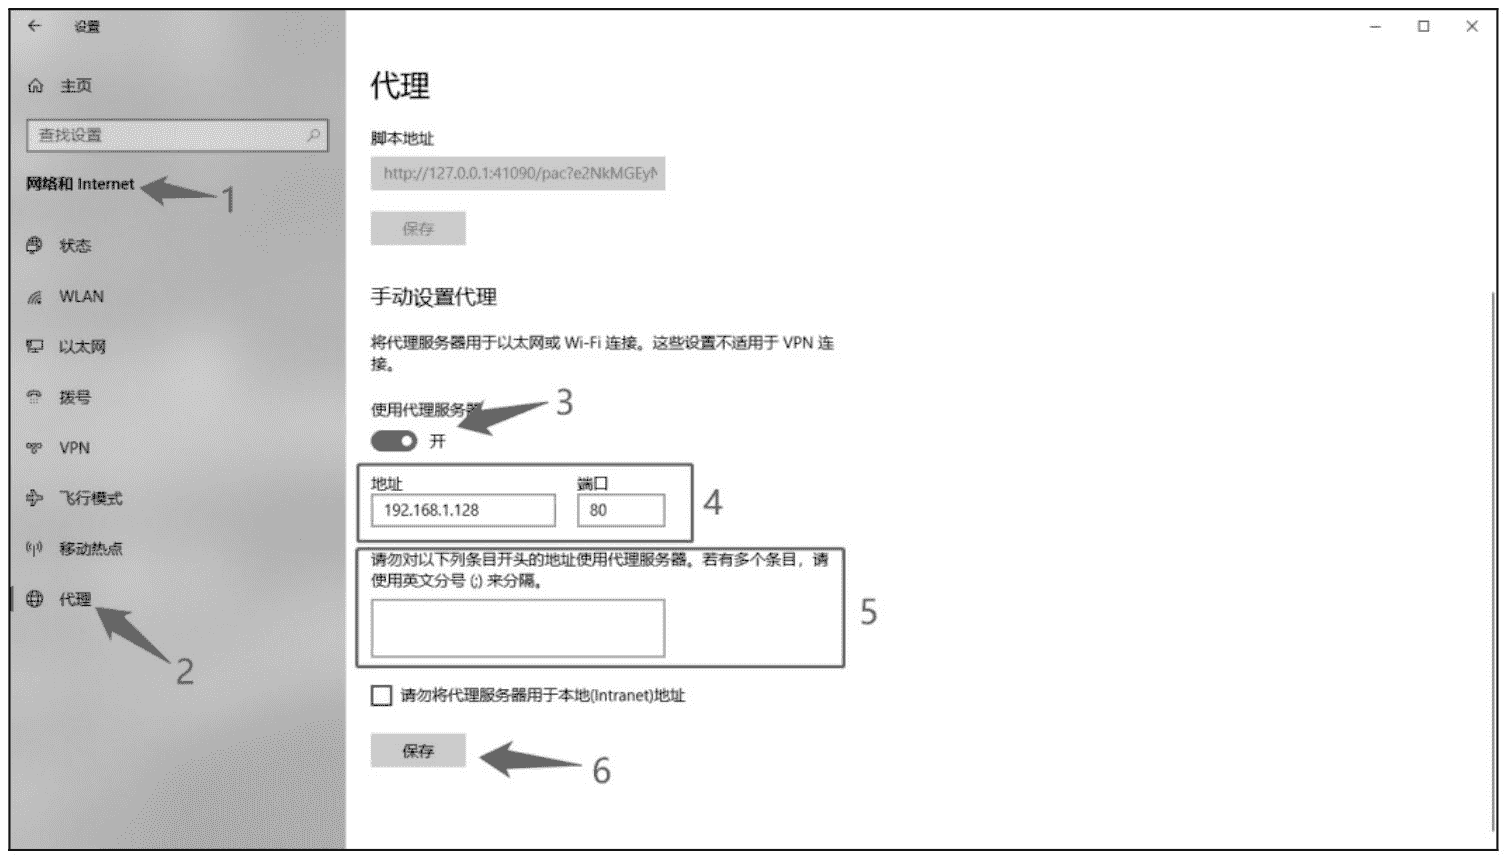 设置
主页
查找设置
网络和 Internet
1
状态
WLAN
以太网
拨号
VPN
飞行模式
移动热点
代理
2
代理
脚本地址
http://127.0.0.1:41090/pac?e2NkMGEyN
保存
手动设置代理
将代理服务器用于以太网或 Wi-Fi 连接。这些设置不适用于 VPN 连
接。
使用代理服务器
3
开
地址 端口
192.168.1.128 80
4
请勿对以下列条目开头的地址使用代理服务器。若有多个条目，请
使用英文分号 (;) 来分隔。
5
请勿将代理服务器用于本地(Intranet)地址
保存
6